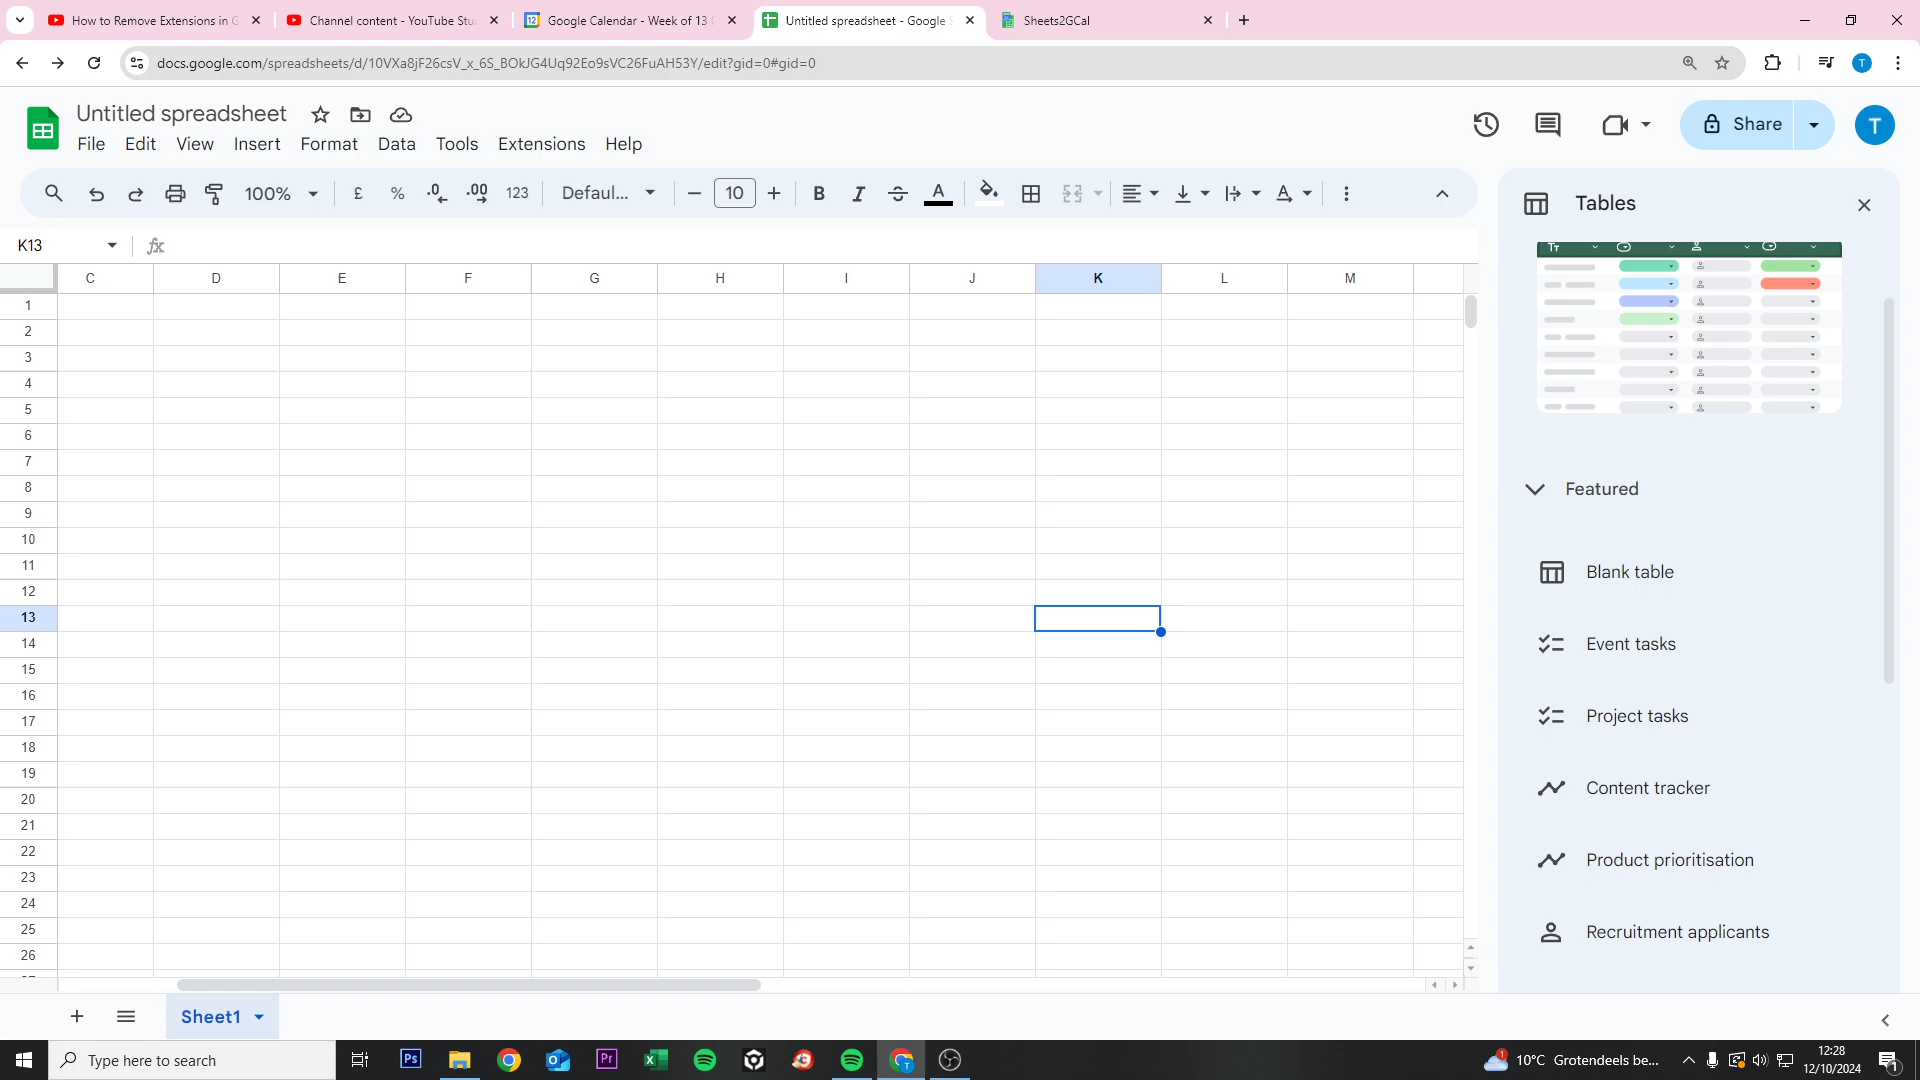 How to Remove Extensions in G
Channel content - YouTube Stu
Google Calendar - Week of 13 O
Untitled spreadsheet - Google S
Sheets2GCal
docs.google.com/spreadsheets/d/10VXa8jF26csV_x_6S_BOkJG4Uq92Eo9sVC26FuAH53Y/edit?gid=0#gid=0
T
Untitled spreadsheet
File Edit View Insert Format Data Tools Extensions Help
Share
T
100% £ % .0 .00 123 Defaul... 10 B I A
Tables
K13
fx
C D E F G H I J K L M
1
2
3
4
5
6
7
8
9
10
11
12
13
14
15
16
17
18
19
20
21
22
23
24
25
26
Tт
Featured
Blank table
Event tasks
Project tasks
Content tracker
Product prioritisation
Recruitment applicants
Sheet1
Type here to search
Ps
Pr
T
1
10°C Grotendeels be...
12:28
12/10/2024
1